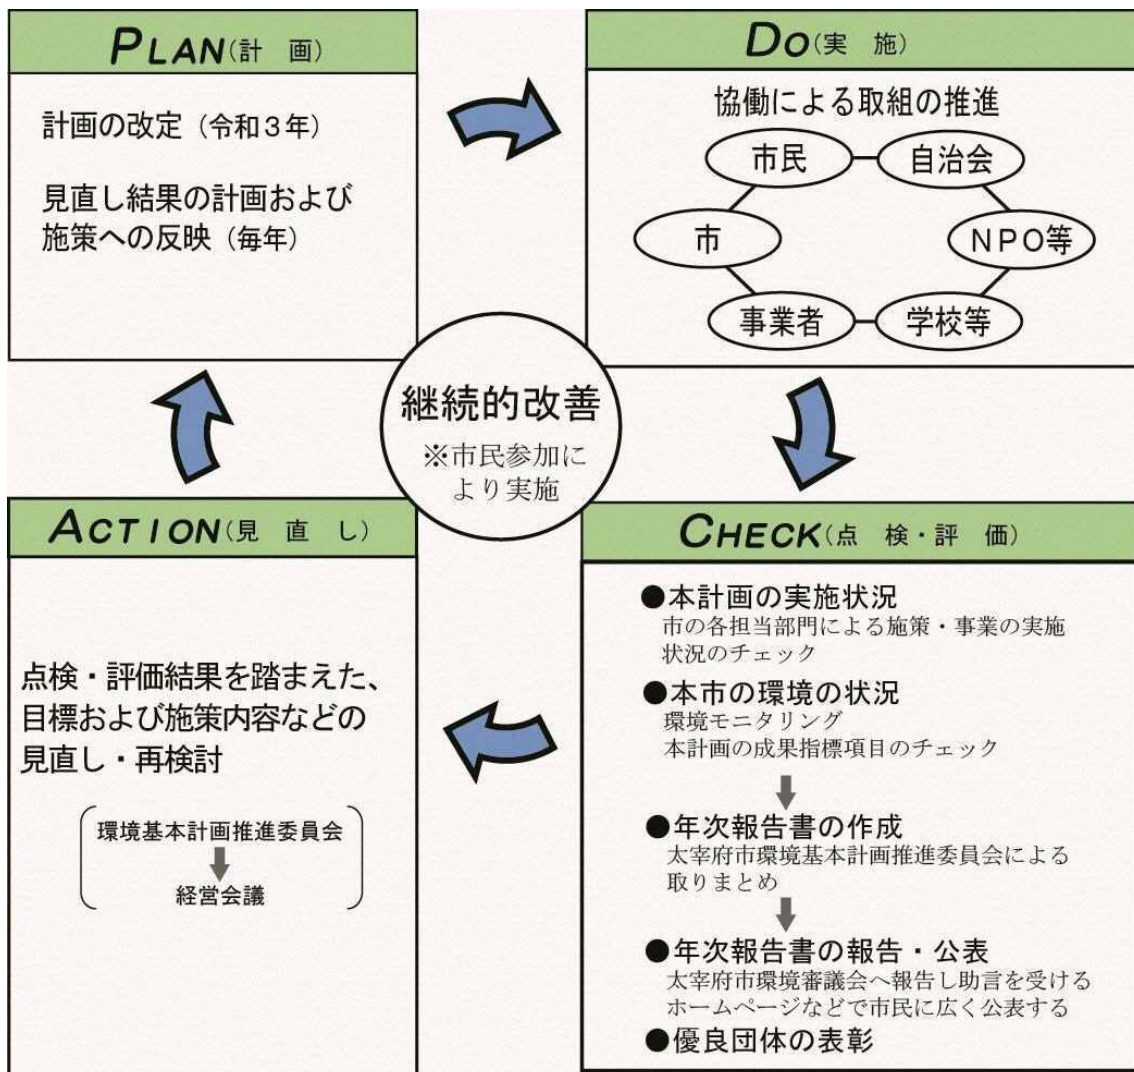 PLAN(計 画)
計画の改定（令和３年）
見直し結果の計画および
施策への反映（毎年）
DO(実 施)
協働による取組の推進
市民
自治会
市
ＮＰＯ等
事業者
学校等
継続的改善
※市民参加に
より実施
CHECK(点 検・評 価)
●本計画の実施状況
市の各担当部門による施策・事業の実施
状況のチェック
●本市の環境の状況
環境モニタリング
本計画の成果指標項目のチェック
●年次報告書の作成
太宰府市環境基本計画推進委員会による
取りまとめ
●年次報告書の報告・公表
太宰府市環境審議会へ報告し助言を受ける
ホームページなどで市民に広く公表する
●優良団体の表彰
ACTION(見 直 し)
点検・評価結果を踏まえた、
目標および施策内容などの
見直し・再検討
環境基本計画推進委員会
経営会議